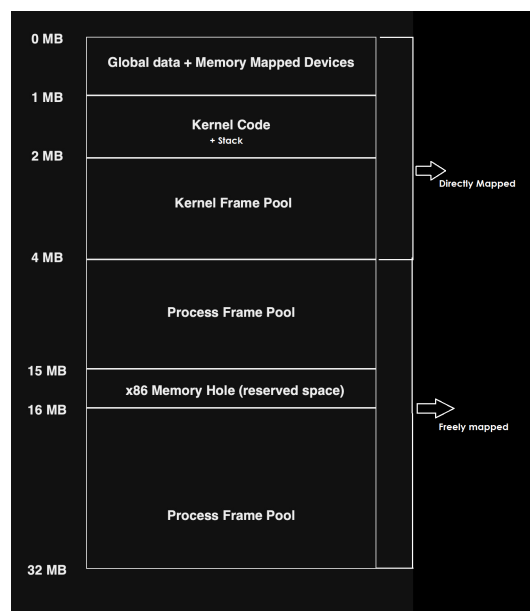 0 MB
Global data + Memory Mapped Devices
1 MB
Kernel Code
+ Stack
2 MB
Directly Mapped
Kernel Frame Pool
4 MB
Process Frame Pool
15 MB
x86 Memory Hole (reserved space)
16 MB
Freely mapped
Process Frame Pool
32 MB